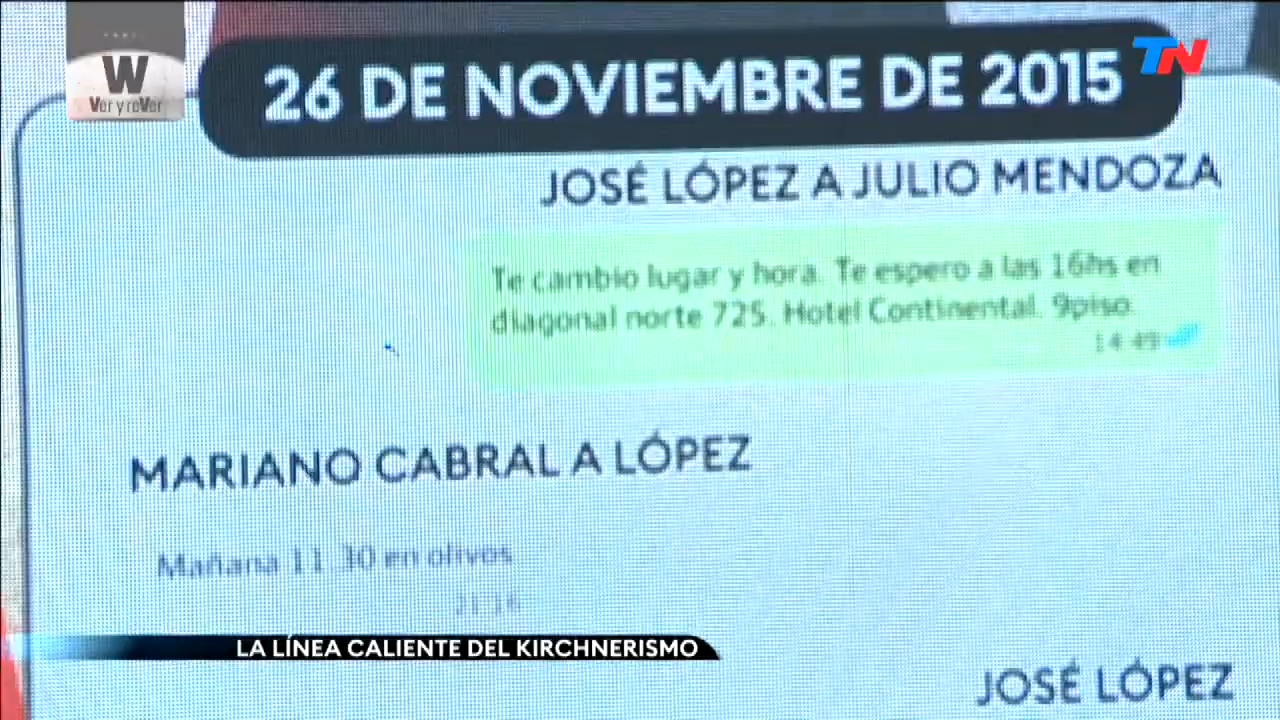 W
Ver y reVer
TN
26 DE NOVIEMBRE DE 2015
JOSÉ LÓPEZ A JULIO MENDOZA
Te cambio lugar y hora. Te espero a las 16hs en
diagonal norte 725. Hotel Continental. 9piso.
14:49
MARIANO CABRAL A LÓPEZ
Mañana 11.30 en olivos
LA LÍNEA CALIENTE DEL KIRCHNERISMO
JOSÉ LÓPEZ